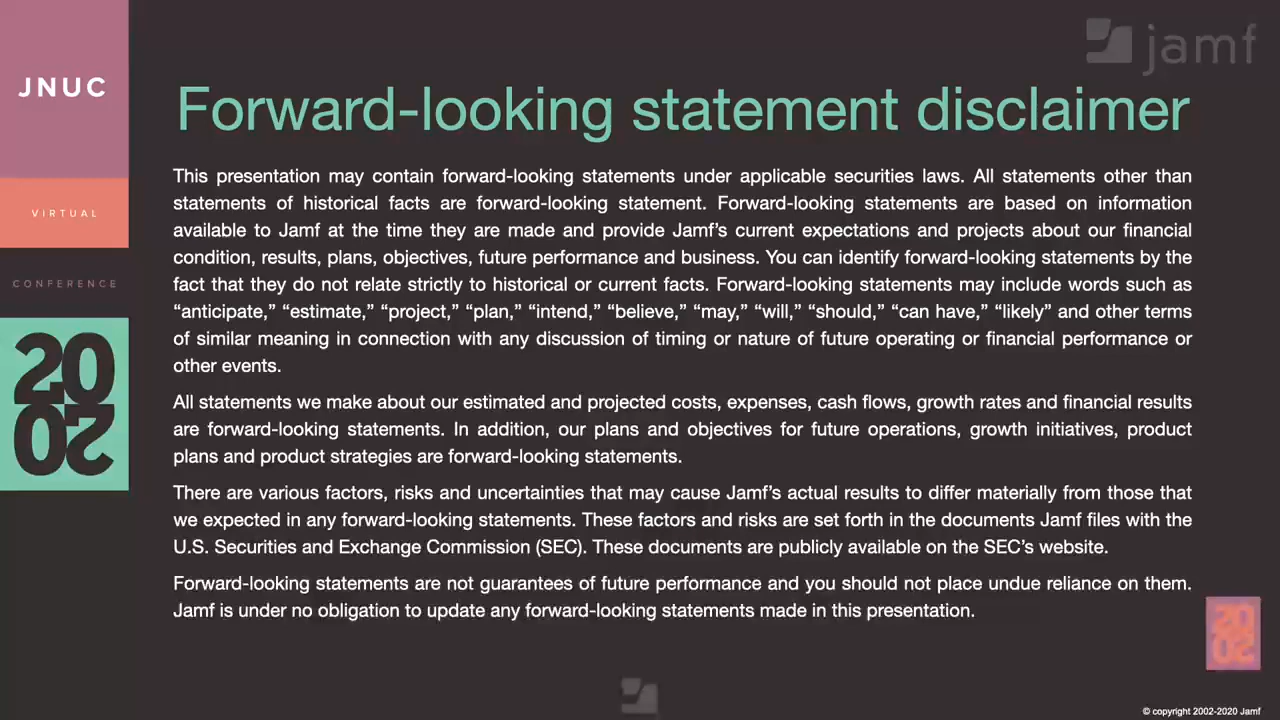 jamf
JNUC
VIRTUAL
CONFERENCE
20
20
Forward-looking statement disclaimer
This presentation may contain forward-looking statements under applicable securities laws. All statements other than
statements of historical facts are forward-looking statement. Forward-looking statements are based on information
available to Jamf at the time they are made and provide Jamf’s current expectations and projects about our financial
condition, results, plans, objectives, future performance and business. You can identify forward-looking statements by the
fact that they do not relate strictly to historical or current facts. Forward-looking statements may include words such as
“anticipate,” “estimate,” “project,” “plan,” “intend,” “believe,” “may,” “will,” “should,” “can have,” “likely” and other terms
of similar meaning in connection with any discussion of timing or nature of future operating or financial performance or
other events.
All statements we make about our estimated and projected costs, expenses, cash flows, growth rates and financial results
are forward-looking statements. In addition, our plans and objectives for future operations, growth initiatives, product
plans and product strategies are forward-looking statements.
There are various factors, risks and uncertainties that may cause Jamf’s actual results to differ materially from those that
we expected in any forward-looking statements. These factors and risks are set forth in the documents Jamf files with the
U.S. Securities and Exchange Commission (SEC). These documents are publicly available on the SEC’s website.
Forward-looking statements are not guarantees of future performance and you should not place undue reliance on them.
Jamf is under no obligation to update any forward-looking statements made in this presentation.
20
20
© copyright 2002-2020 Jamf